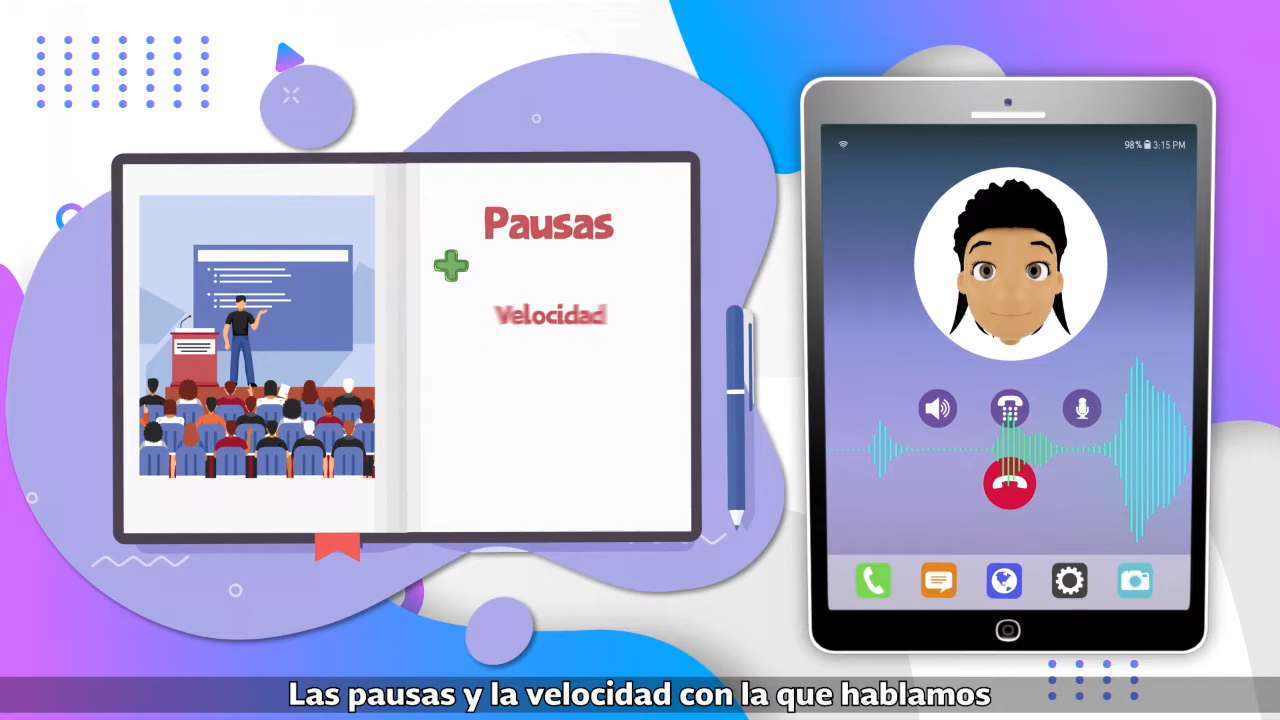 Pausas
Velocidad
98% 3:15 PM
Las pausas y la velocidad con la que hablamos